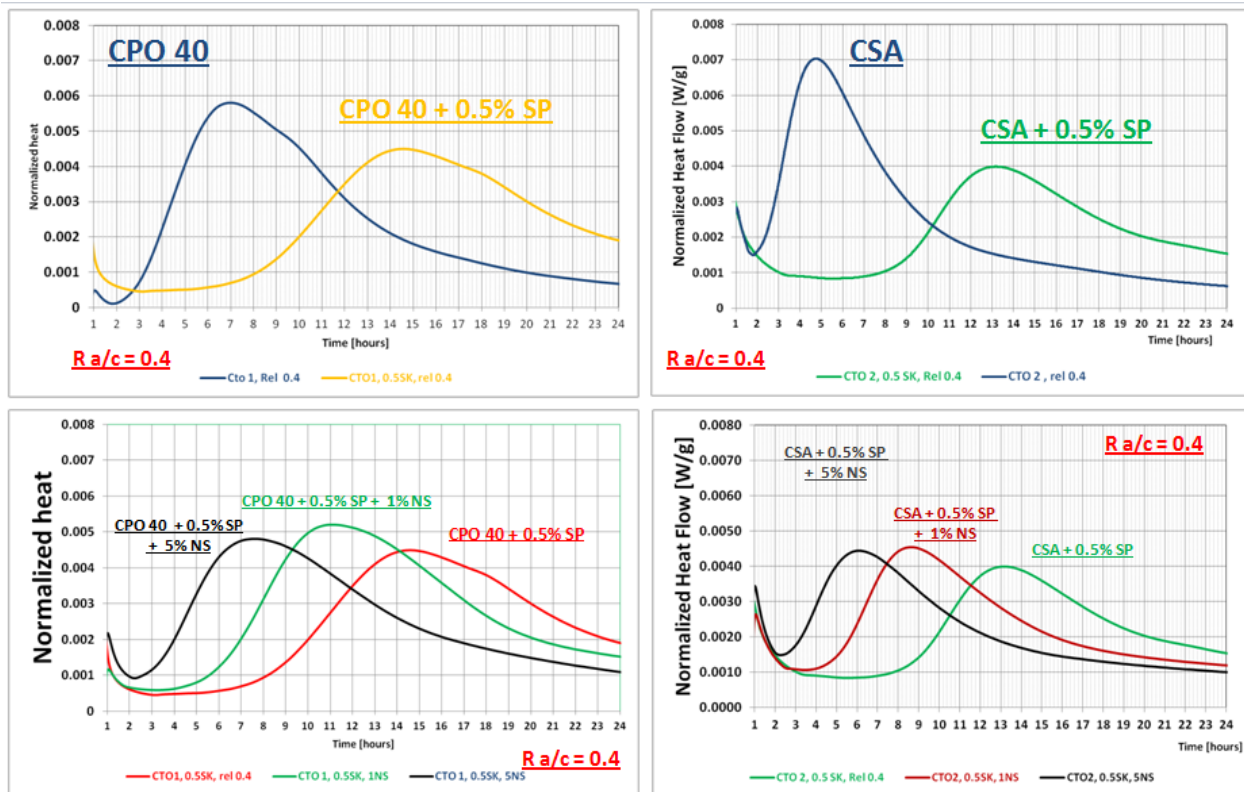 0.008
0.007
0.006
0.005
0.004
0.003
0.002
0.001
0
Normalized heat
CPO 40
CPO 40 + 0.5% SP
1 2 3 4 5 6 7 8 9 10 11 12 13 14 15 16 17 18 19 20 21 22 23 24
Time [hours]
R a/c = 0.4
Cto 1, Rel 0.4 CTO1, 0.5SK, rel 0.4
0.008
0.007
0.006
0.005
0.004
0.003
0.002
0.001
0
Normalized Heat Flow [W/g]
CSA
CSA + 0.5% SP
1 2 3 4 5 6 7 8 9 10 11 12 13 14 15 16 17 18 19 20 21 22 23 24
Time [hours]
R a/c = 0.4
CTO 2, 0.5 SK, Rel 0.4 CTO 2 , rel 0.4
0.008
0.007
0.006
0.005
0.004
0.003
0.002
0.001
0
Normalized heat
CPO 40 + 0.5% SP + 1% NS
CPO 40 + 0.5% SP
+ 5% NS
CPO 40 + 0.5% SP
1 2 3 4 5 6 7 8 9 10 11 12 13 14 15 16 17 18 19 20 21 22 23 24
Time [hours]
R a/c = 0.4
CTO1, 0.5SK, rel 0.4 CTO 1, 0.5SK, 1NS CTO 1, 0.5SK, 5NS
0.0080
0.0070
0.0060
0.0050
0.0040
0.0030
0.0020
0.0010
0.0000
Normalized Heat Flow [W/g]
R a/c = 0.4
CSA + 0.5% SP
+ 5% NS
CSA + 0.5% SP
+ 1% NS
CSA + 0.5% SP
1 2 3 4 5 6 7 8 9 10 11 12 13 14 15 16 17 18 19 20 21 22 23 24
Time [hours]
CTO 2, 0.5 SK, Rel 0.4 CTO2, 0.5SK, 1NS CTO2, 0.5SK, 5NS